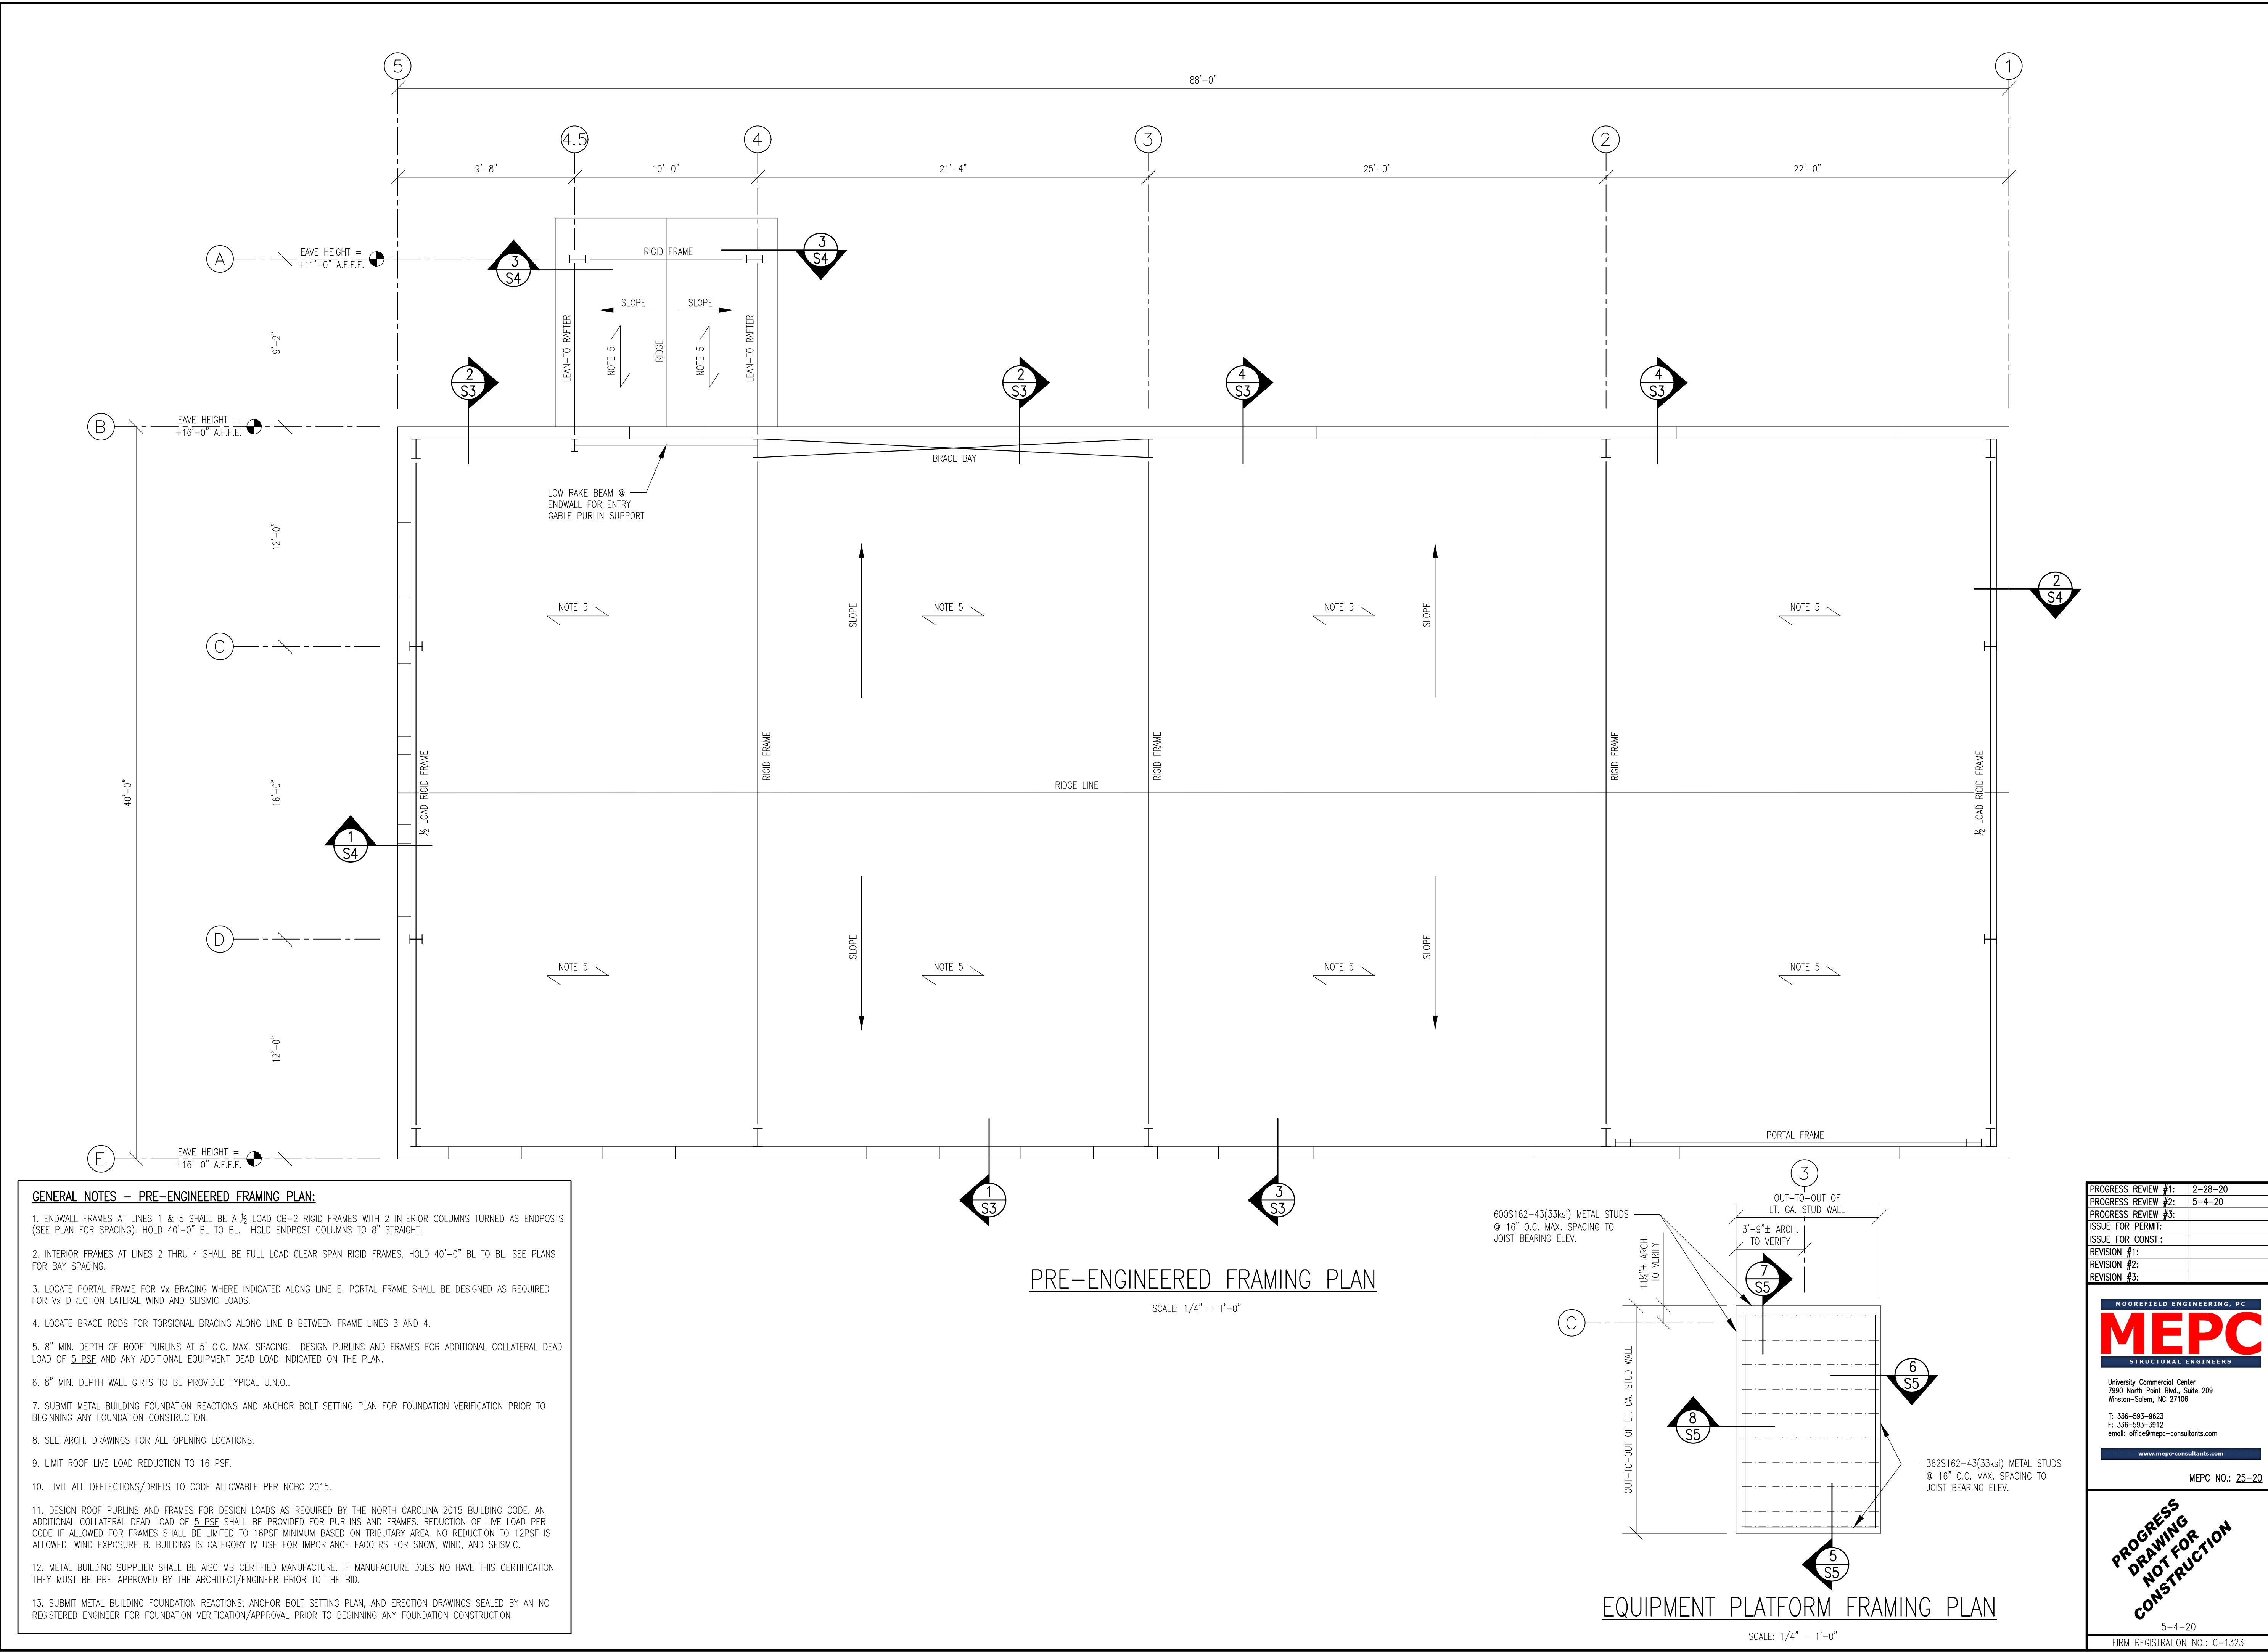 5
1
88'-0"
4.5
4
3
2
9'-8"
10'-0"
21'-4"
25'-0"
22'-0"
A
EAVE HEIGHT =
+11'-0" A.F.F.E.
3
S4
RIGID FRAME
3
S4
SLOPE
SLOPE
9'-2"
LEAN-TO RAFTER
NOTE 5
RIDGE
NOTE 5
LEAN-TO RAFTER
2
S3
2
S3
4
S3
4
S3
B
EAVE HEIGHT =
+16'-0" A.F.F.E.
BRACE BAY
LOW RAKE BEAM @
ENDWALL FOR ENTRY
GABLE PURLIN SUPPORT
12'-0"
2
S4
NOTE 5
SLOPE
NOTE 5
NOTE 5
SLOPE
NOTE 5
C
40'-0"
16'-0"
½ LOAD RIGID FRAME
RIGID FRAME
RIDGE LINE
RIGID FRAME
RIGID FRAME
½ LOAD RIGID FRAME
1
S4
D
SLOPE
SLOPE
NOTE 5
NOTE 5
NOTE 5
NOTE 5
12'-0"
PORTAL FRAME
E
EAVE HEIGHT =
+16'-0" A.F.F.E.
1
S3
3
S3
GENERAL NOTES - PRE-ENGINEERED FRAMING PLAN:
1. ENDWALL FRAMES AT LINES 1 & 5 SHALL BE A ½ LOAD CB-2 RIGID FRAMES WITH 2 INTERIOR COLUMNS TURNED AS ENDPOSTS
(SEE PLAN FOR SPACING). HOLD 40'-0" BL TO BL. HOLD ENDPOST COLUMNS TO 8" STRAIGHT.
2. INTERIOR FRAMES AT LINES 2 THRU 4 SHALL BE FULL LOAD CLEAR SPAN RIGID FRAMES. HOLD 40'-0" BL TO BL. SEE PLANS
FOR BAY SPACING.
3. LOCATE PORTAL FRAME FOR Vx BRACING WHERE INDICATED ALONG LINE E. PORTAL FRAME SHALL BE DESIGNED AS REQUIRED
FOR Vx DIRECTION LATERAL WIND AND SEISMIC LOADS.
4. LOCATE BRACE RODS FOR TORSIONAL BRACING ALONG LINE B BETWEEN FRAME LINES 3 AND 4.
5. 8" MIN. DEPTH OF ROOF PURLINS AT 5' O.C. MAX. SPACING. DESIGN PURLINS AND FRAMES FOR ADDITIONAL COLLATERAL DEAD
LOAD OF 5 PSF AND ANY ADDITIONAL EQUIPMENT DEAD LOAD INDICATED ON THE PLAN.
6. 8" MIN. DEPTH WALL GIRTS TO BE PROVIDED TYPICAL U.N.O..
7. SUBMIT METAL BUILDING FOUNDATION REACTIONS AND ANCHOR BOLT SETTING PLAN FOR FOUNDATION VERIFICATION PRIOR TO
BEGINNING ANY FOUNDATION CONSTRUCTION.
8. SEE ARCH. DRAWINGS FOR ALL OPENING LOCATIONS.
9. LIMIT ROOF LIVE LOAD REDUCTION TO 16 PSF.
10. LIMIT ALL DEFLECTIONS/DRIFTS TO CODE ALLOWABLE PER NCBC 2015.
11. DESIGN ROOF PURLINS AND FRAMES FOR DESIGN LOADS AS REQUIRED BY THE NORTH CAROLINA 2015 BUILDING CODE. AN
ADDITIONAL COLLATERAL DEAD LOAD OF 5 PSF SHALL BE PROVIDED FOR PURLINS AND FRAMES. REDUCTION OF LIVE LOAD PER
CODE IF ALLOWED FOR FRAMES SHALL BE LIMITED TO 16PSF MINIMUM BASED ON TRIBUTARY AREA. NO REDUCTION TO 12PSF IS
ALLOWED. WIND EXPOSURE B. BUILDING IS CATEGORY IV USE FOR IMPORTANCE FACOTRS FOR SNOW, WIND, AND SEISMIC.
12. METAL BUILDING SUPPLIER SHALL BE AISC MB CERTIFIED MANUFACTURE. IF MANUFACTURE DOES NO HAVE THIS CERTIFICATION
THEY MUST BE PRE-APPROVED BY THE ARCHITECT/ENGINEER PRIOR TO THE BID.
13. SUBMIT METAL BUILDING FOUNDATION REACTIONS, ANCHOR BOLT SETTING PLAN, AND ERECTION DRAWINGS SEALED BY AN NC
REGISTERED ENGINEER FOR FOUNDATION VERIFICATION/APPROVAL PRIOR TO BEGINNING ANY FOUNDATION CONSTRUCTION.
PRE-ENGINEERED FRAMING PLAN
SCALE: 1/4" = 1'-0"
3
OUT-TO-OUT OF
LT. GA. STUD WALL
600S162-43(33ksi) METAL STUDS
@ 16" O.C. MAX. SPACING TO
JOIST BEARING ELEV.
3'-9"± ARCH.
TO VERIFY
11¼"± ARCH.
TO VERIFY
7
S5
C
OUT-TO-OUT OF LT. GA. STUD WALL
6
S5
8
S5
362S162-43(33ksi) METAL STUDS
@ 16" O.C. MAX. SPACING TO
JOIST BEARING ELEV.
5
S5
EQUIPMENT PLATFORM FRAMING PLAN
SCALE: 1/4" = 1'-0"
PROGRESS REVIEW #1: 2-28-20
PROGRESS REVIEW #2: 5-4-20
PROGRESS REVIEW #3:
ISSUE FOR PERMIT:
ISSUE FOR CONST.:
REVISION #1:
REVISION #2:
REVISION #3:
MOOREFIELD ENGINEERING, PC
MEPC
STRUCTURAL ENGINEERS
University Commercial Center
7990 North Point Blvd., Suite 209
Winston-Salem, NC 27106
T: 336-593-9623
F: 336-593-3912
email: office@mepc-consultants.com
www.mepc-consultants.com
MEPC NO.: 25-20
PROGRESS
DRAWING
NOT FOR
CONSTRUCTION
5-4-20
FIRM REGISTRATION NO.: C-1323